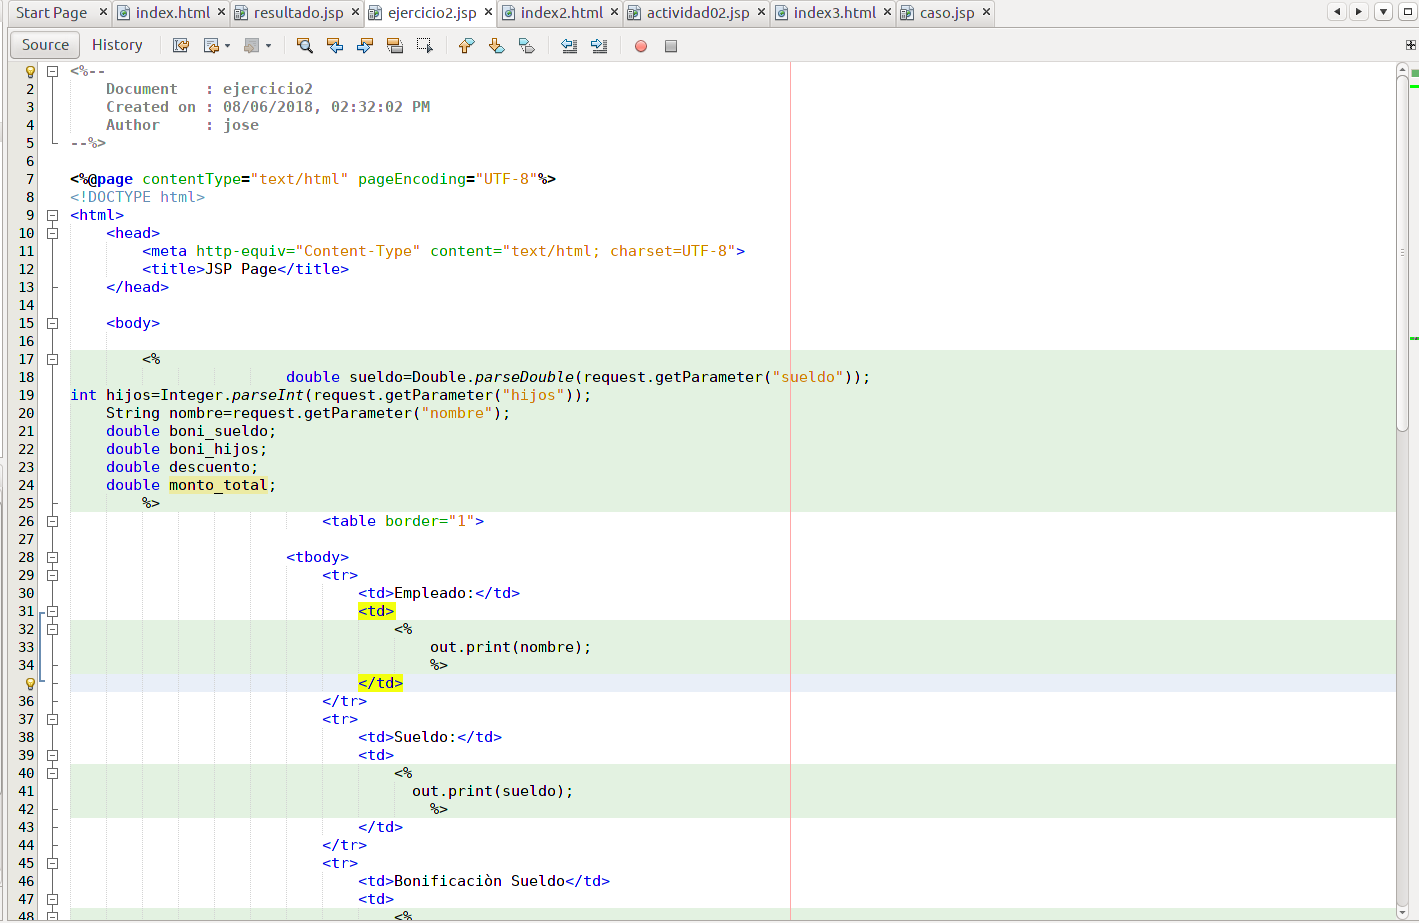 Start Page index.html resultado.jsp ejercicio2.jsp index2.html actividad02.jsp index3.html caso.jsp
Source History
<%--
2 Document   : ejercicio2
3 Created on : 08/06/2018, 02:32:02 PM
4 Author     : jose
5 --%>
6
7 <%@page contentType="text/html" pageEncoding="UTF-8"%>
8 <!DOCTYPE html>
9 <html>
10 <head>
11 <meta http-equiv="Content-Type" content="text/html; charset=UTF-8">
12 <title>JSP Page</title>
13 </head>
14
15 <body>
16
17 <%
18 double sueldo=Double.parseDouble(request.getParameter("sueldo"));
19 int hijos=Integer.parseInt(request.getParameter("hijos"));
20 String nombre=request.getParameter("nombre");
21 double boni_sueldo;
22 double boni_hijos;
23 double descuento;
24 double monto_total;
25 %>
26 <table border="1">
27
28 <tbody>
29 <tr>
30 <td>Empleado:</td>
31 <td>
32 <%
33 out.print(nombre);
34 %>
</td>
36 </tr>
37 <tr>
38 <td>Sueldo:</td>
39 <td>
40 <%
41 out.print(sueldo);
42 %>
43 </td>
44 </tr>
45 <tr>
46 <td>Bonificaciòn Sueldo</td>
47 <td>
48 <%